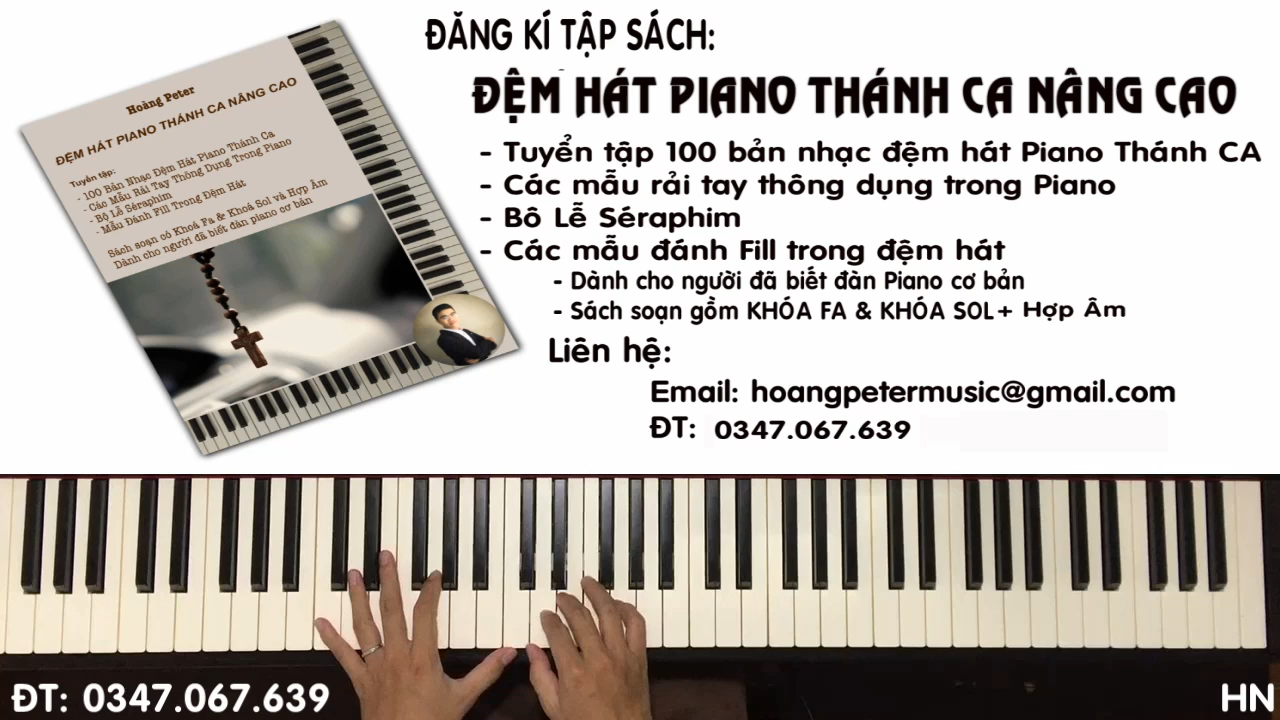 ĐĂNG KÍ TẬP SÁCH:
ĐỆM HÁT PIANO THÁNH CA NÂNG CAO
- Tuyển tập 100 bản nhạc đệm hát Piano Thánh CA
- Các mẫu rải tay thông dụng trong Piano
- Bô Lễ Séraphim
- Các mẫu đánh Fill trong đệm hát
- Dành cho người đã biết đàn Piano cơ bản
- Sách soạn gồm KHÓA FA & KHÓA SOL + Hợp Âm
Liên hệ:
Email: hoangpetermusic@gmail.com
ĐT: 0347.067.639
Hoàng Peter
ĐỆM HÁT PIANO THÁNH CA NÂNG CAO
Tuyển tập:
- 100 Bản Nhạc Đệm Hát Piano Thánh Ca
- Các Mẫu Rải Tay Thông Dụng Trong Piano
- Bộ Lễ Séraphim
- Mẫu Đánh Fill Trong Đệm Hát
Sách soạn có Khoá Fa & Khoá Sol và Hợp Âm
Dành cho người đã biết đàn piano cơ bản
ĐT: 0347.067.639
HN